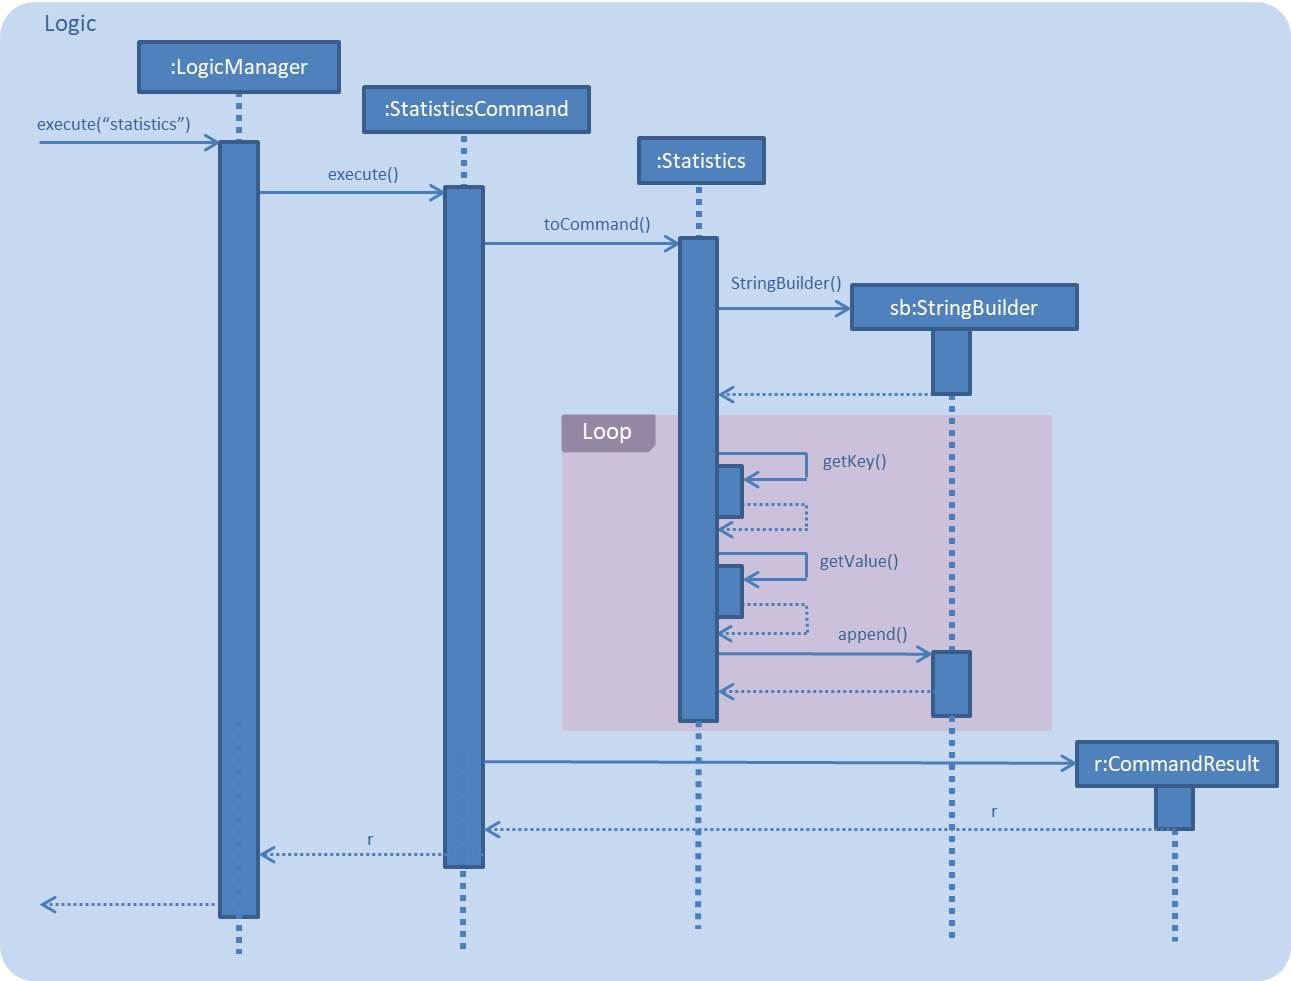 Logic
:LogicManager
:StatisticsCommand
execute(“statistics”)
:Statistics
execute()
toCommand()
StringBuilder()
sb:StringBuilder
Loop
getKey()
getValue()
append()
r:CommandResult
r
r